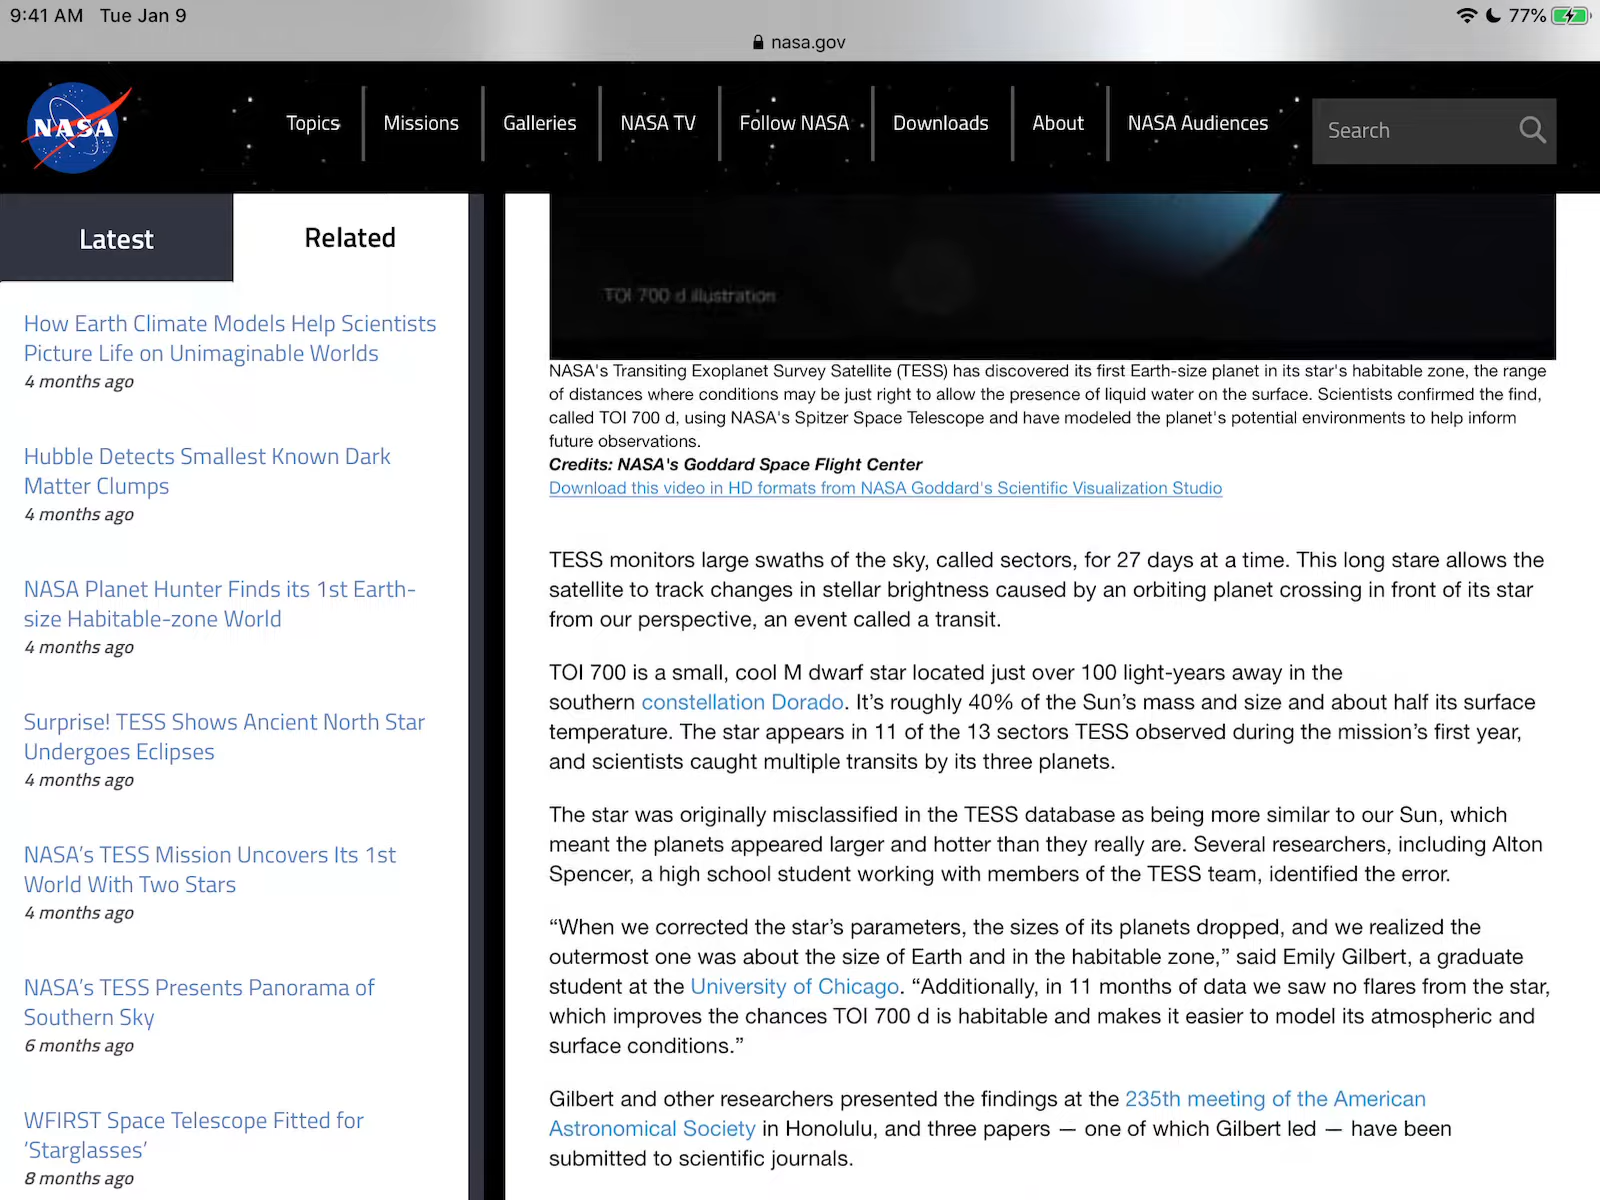 9:41 AM Tue Jan 9
77%
nasa.gov
NASA
Topics
Missions
Galleries
NASA TV
Follow NASA
Downloads
About
NASA Audiences
Search
Latest
Related
How Earth Climate Models Help Scientists
Picture Life on Unimaginable Worlds
4 months ago
Hubble Detects Smallest Known Dark
Matter Clumps
4 months ago
NASA Planet Hunter Finds its 1st Earth-
size Habitable-zone World
4 months ago
Surprise! TESS Shows Ancient North Star
Undergoes Eclipses
4 months ago
NASA’s TESS Mission Uncovers Its 1st
World With Two Stars
4 months ago
NASA’s TESS Presents Panorama of
Southern Sky
6 months ago
WFIRST Space Telescope Fitted for
‘Starglasses’
8 months ago
TOI 700 d illustration
NASA's Transiting Exoplanet Survey Satellite (TESS) has discovered its first Earth-size planet in its star's habitable zone, the range
of distances where conditions may be just right to allow the presence of liquid water on the surface. Scientists confirmed the find,
called TOI 700 d, using NASA's Spitzer Space Telescope and have modeled the planet's potential environments to help inform
future observations.
Credits: NASA's Goddard Space Flight Center
Download this video in HD formats from NASA Goddard's Scientific Visualization Studio
TESS monitors large swaths of the sky, called sectors, for 27 days at a time. This long stare allows the
satellite to track changes in stellar brightness caused by an orbiting planet crossing in front of its star
from our perspective, an event called a transit.
TOI 700 is a small, cool M dwarf star located just over 100 light-years away in the
southern constellation Dorado. It’s roughly 40% of the Sun’s mass and size and about half its surface
temperature. The star appears in 11 of the 13 sectors TESS observed during the mission’s first year,
and scientists caught multiple transits by its three planets.
The star was originally misclassified in the TESS database as being more similar to our Sun, which
meant the planets appeared larger and hotter than they really are. Several researchers, including Alton
Spencer, a high school student working with members of the TESS team, identified the error.
“When we corrected the star’s parameters, the sizes of its planets dropped, and we realized the
outermost one was about the size of Earth and in the habitable zone,” said Emily Gilbert, a graduate
student at the University of Chicago. “Additionally, in 11 months of data we saw no flares from the star,
which improves the chances TOI 700 d is habitable and makes it easier to model its atmospheric and
surface conditions.”
Gilbert and other researchers presented the findings at the 235th meeting of the American
Astronomical Society in Honolulu, and three papers — one of which Gilbert led — have been
submitted to scientific journals.